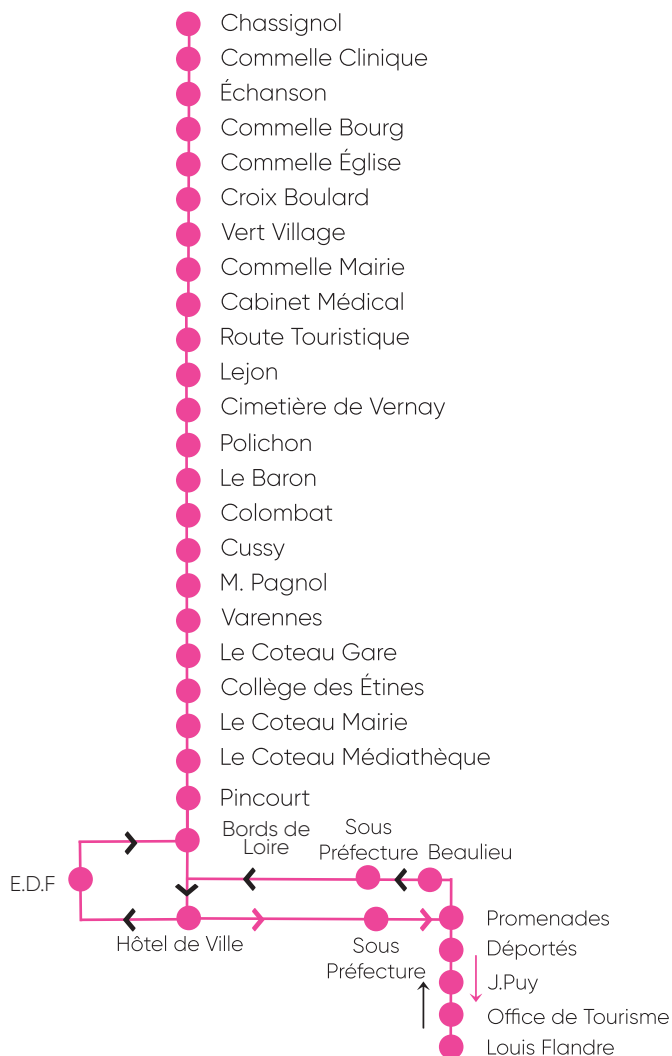 Chassignol
Commelle Clinique
Échanson
Commelle Bourg
Commelle Église
Croix Boulard
Vert Village
Commelle Mairie
Cabinet Médical
Route Touristique
Lejon
Cimetière de Vernay
Polichon
Le Baron
Colombat
Cussy
M. Pagnol
Varennes
Le Coteau Gare
Collège des Étines
Le Coteau Mairie
Le Coteau Médiathèque
Pincourt
Bords de
Loire
Sous
Préfecture
Beaulieu
E.D.F
Hôtel de Ville
Sous
Préfecture
Promenades
Déportés
J.Puy
Office de Tourisme
Louis Flandre